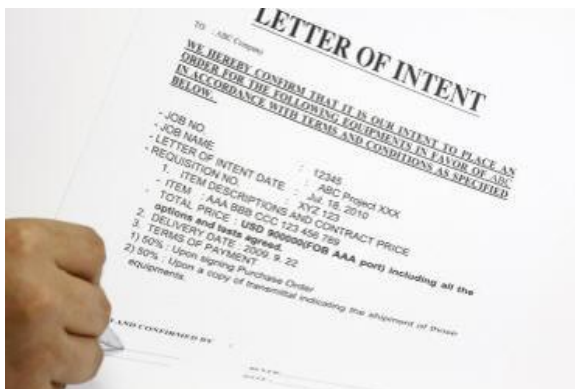 LETTER OF INTENT
TO : ABC Company
WE HEREBY CONFIRM THAT IT IS OUR INTENT TO PLACE AN
ORDER FOR THE FOLLOWING EQUIPMENTS IN FAVOR OF ABC
IN ACCORDANCE WITH TERMS AND CONDITIONS AS SPECIFIED
BELOW.
- JOB NO. : 12345
- JOB NAME : ABC Project XXX
- LETTER OF INTENT DATE : Jul. 18, 2010
- REQUISITION NO. : XYZ 123
1. ITEM DESCRIPTIONS AND CONTRACT PRICE
- ITEM : AAA BBB CCC 123 456 789
- TOTAL PRICE : USD 900000(FOB AAA port) including all the
options and tests agreed.
2. DELIVERY DATE : 2009. 9. 22
3. TERMS OF PAYMENT
1) 50% : Upon signing Purchase Order
2) 50% : Upon a copy of transmittal indicating the shipment of those
equipments.
AND CONFIRMED BY :